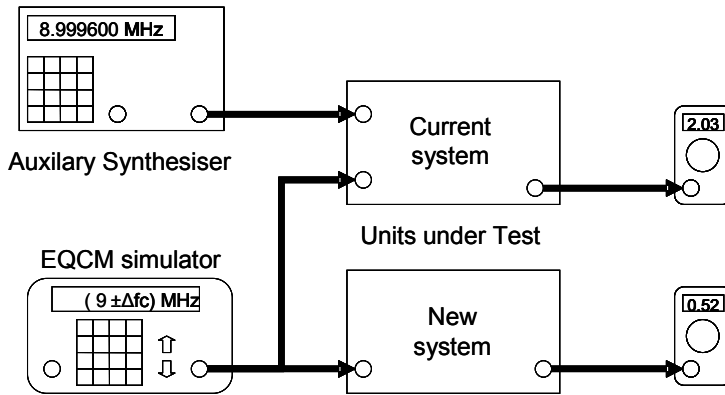 8.999600 MHz
Auxilary Synthesiser
Current
system
2.03
Units under Test
EQCM simulator
( 9 ±Δfc) MHz
New
system
0.52